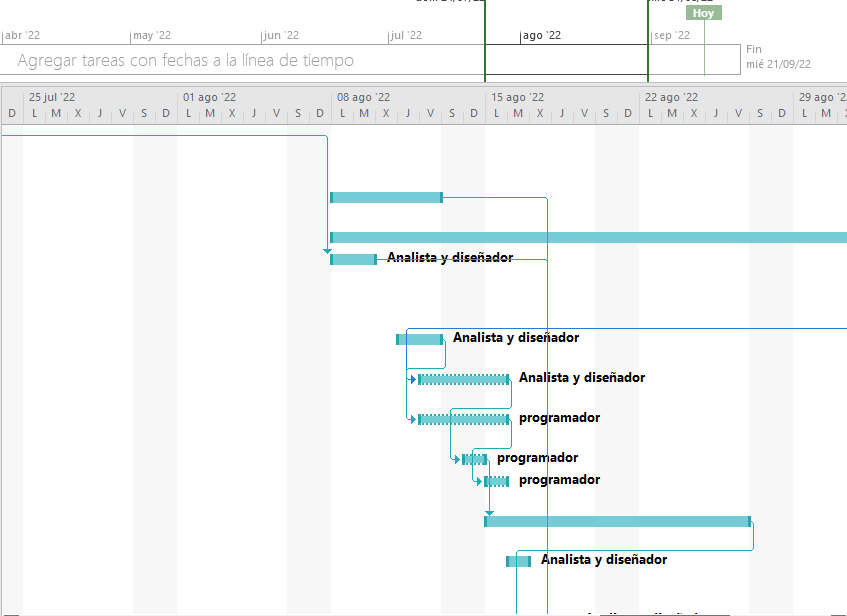 Hoy
abr '22 may '22 jun '22 jul '22 ago '22 sep '22
Agregar tareas con fechas a la línea de tiempo
Fin
mié 21/09/22
25 jul '22 01 ago '22 08 ago '22 15 ago '22 22 ago '22 29 ago '2
D L M X J V S D L M X J V S D L M X J V S D L M X J V S D L M X J V S D L M
Analista y diseñador
Analista y diseñador
Analista y diseñador
programador
programador
programador
Analista y diseñador